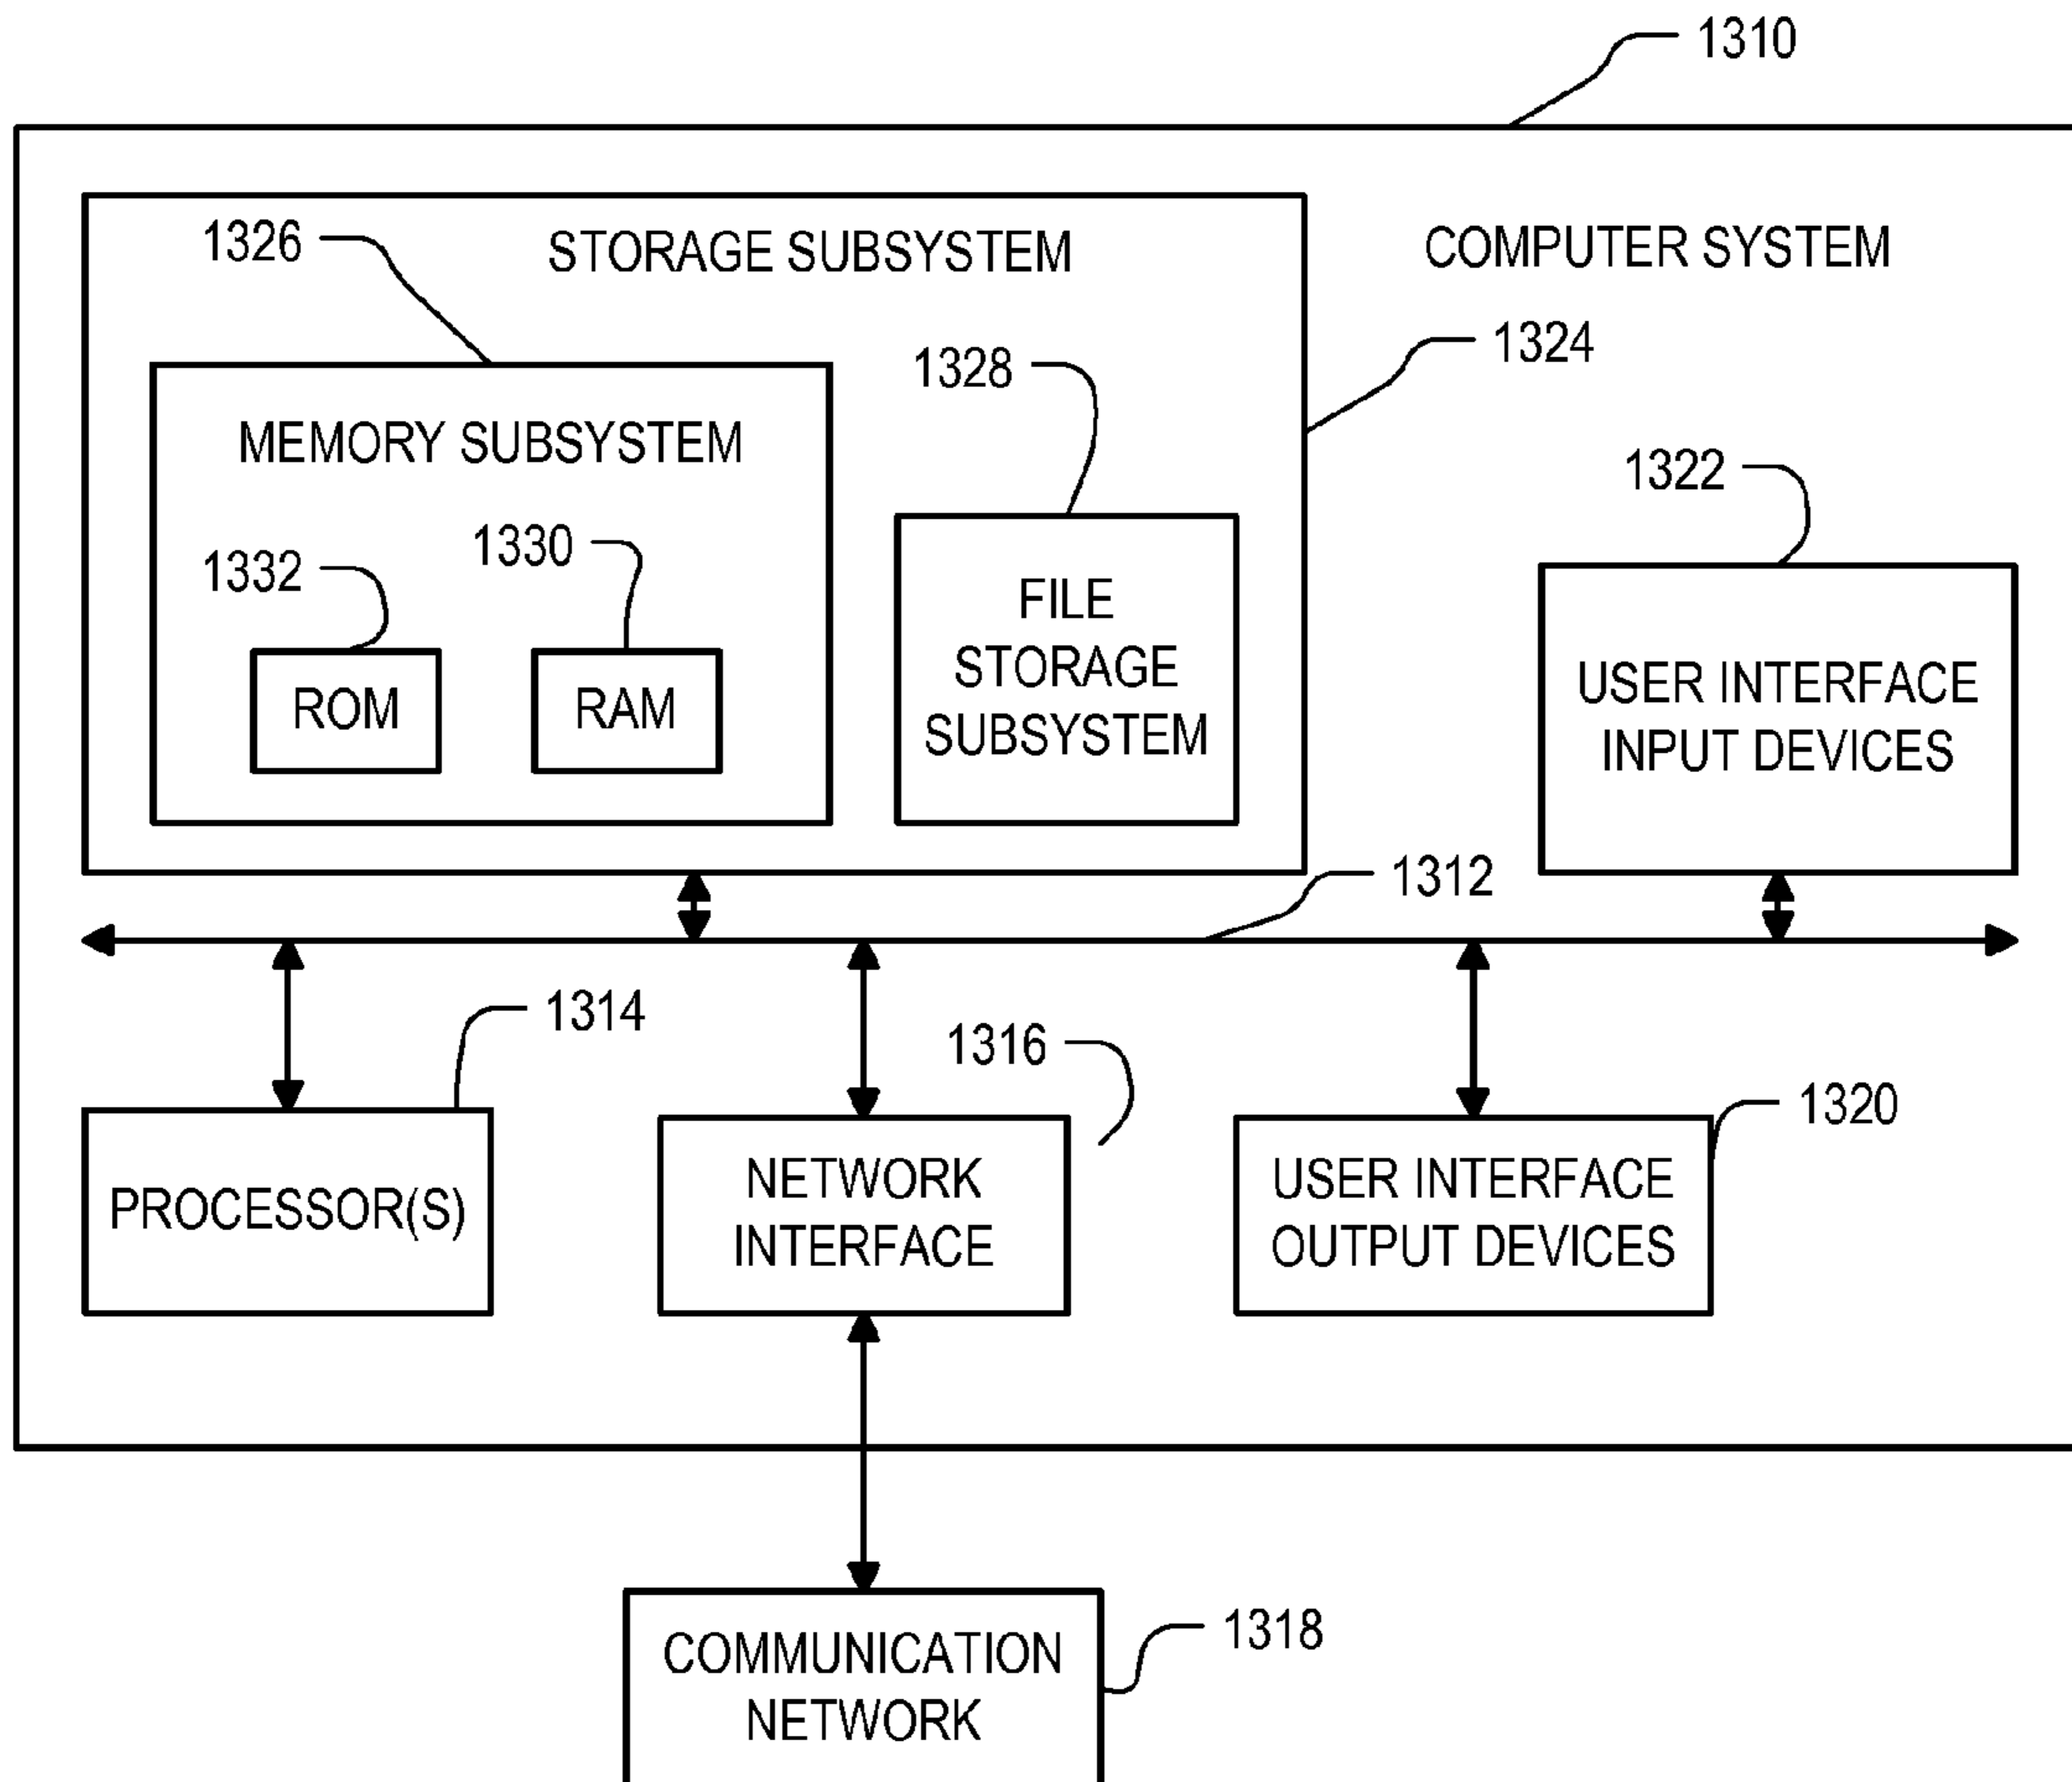 1310
1326
STORAGE SUBSYSTEM
COMPUTER SYSTEM
1324
1328
MEMORY SUBSYSTEM
1322
1332
1330
FILE
STORAGE
SUBSYSTEM
ROM
RAM
USER INTERFACE
INPUT DEVICES
1312
1314
1316
1320
PROCESSOR(S)
NETWORK
INTERFACE
USER INTERFACE
OUTPUT DEVICES
1318
COMMUNICATION
NETWORK